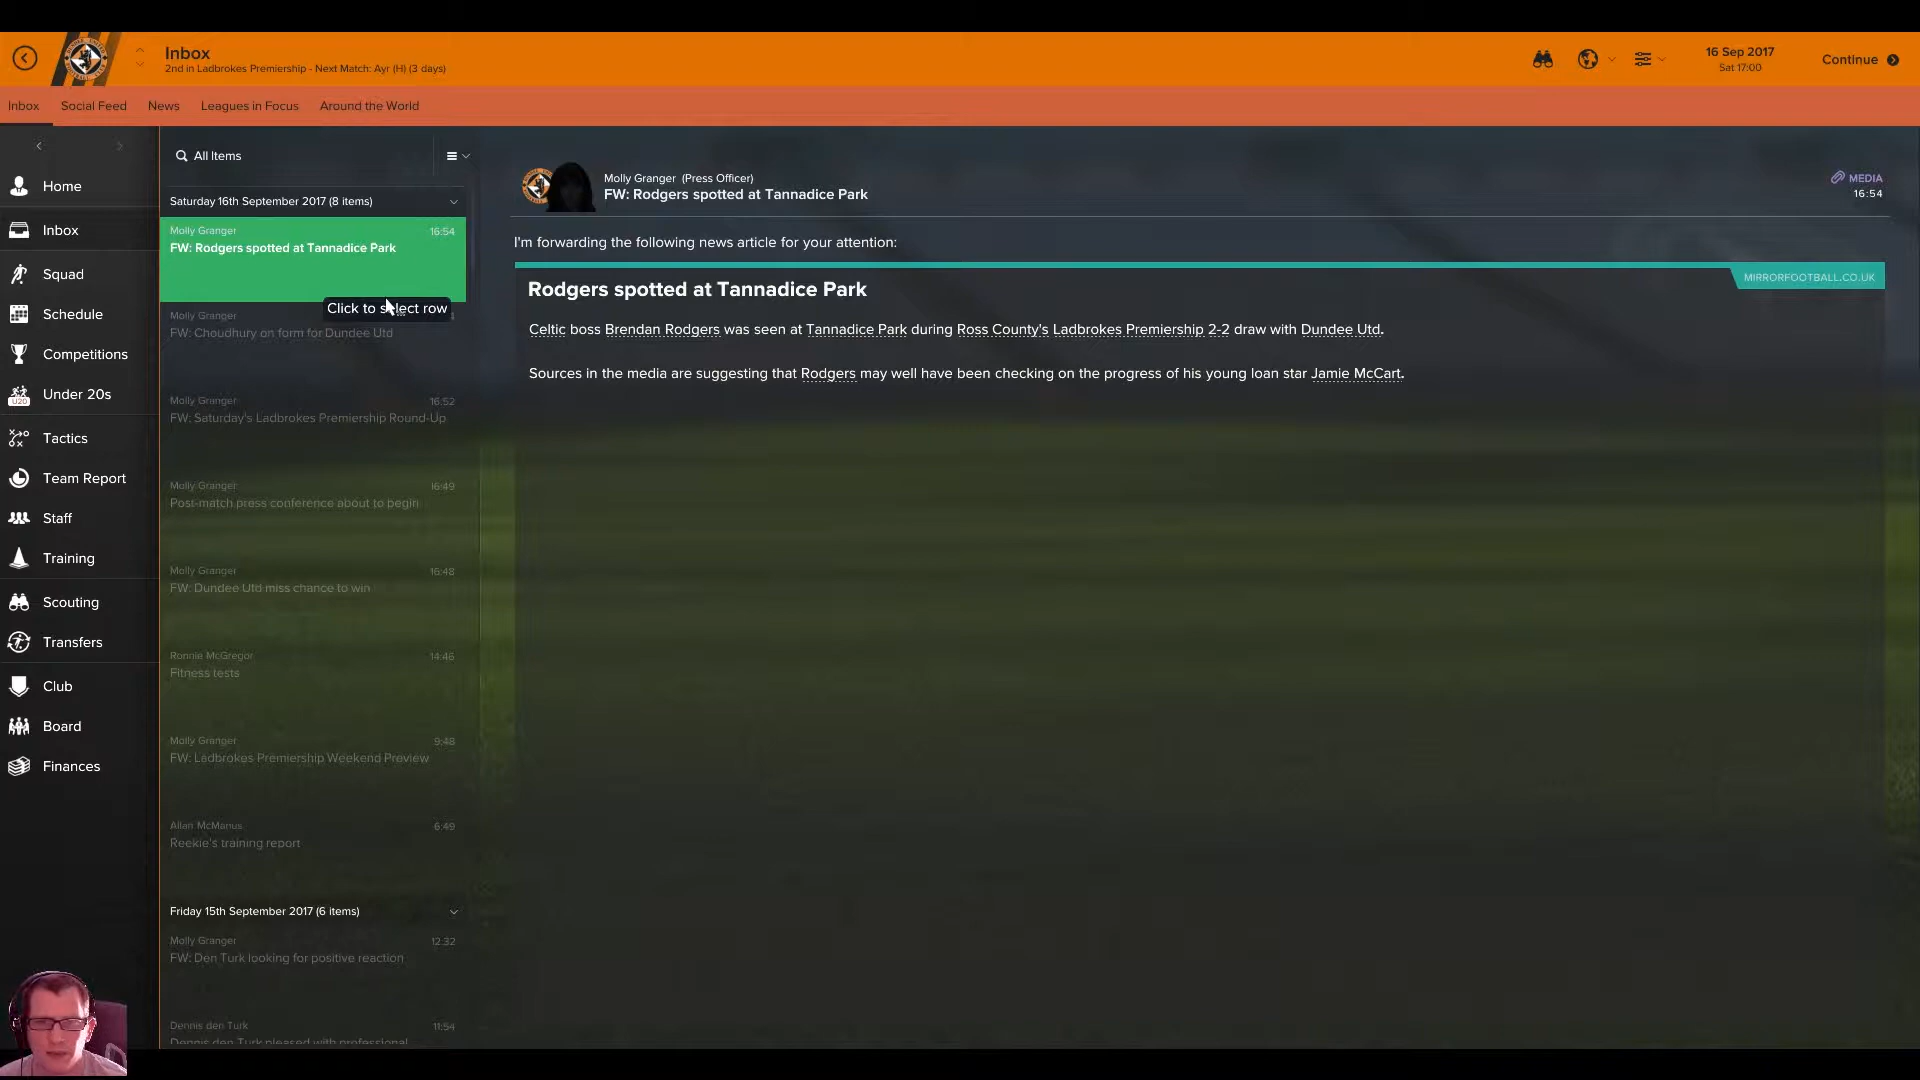 Inbox
2nd in Ladbrokes Premiership - Next Match: Ayr (H) (3 days)
16 Sep 2017
Sat 17:00
Continue
Inbox
Social Feed
News
Leagues in Focus
Around the World
Home
Inbox
Squad
Schedule
Competitions
U20
Under 20s
Tactics
Team Report
Staff
Training
Scouting
Transfers
Club
Board
Finances
All Items
Saturday 16th September 2017 (8 items)
Molly Granger 16:54
FW: Rodgers spotted at Tannadice Park
Click to select row
Molly Granger
FW: Choudhury on form for Dundee Utd
Molly Granger 16:52
FW: Saturday's Ladbrokes Premiership Round-Up
Molly Granger 16:49
Post-match press conference about to begin
Molly Granger 16:48
FW: Dundee Utd miss chance to win
Ronnie McGregor 14:46
Fitness tests
Molly Granger 9:48
FW: Ladbrokes Premiership Weekend Preview
Allan McManus 6:49
Reekie's training report
Friday 15th September 2017 (6 items)
Molly Granger 12:32
FW: Den Turk looking for positive reaction
Dennis den Turk 11:54
Dennis den Turk pleased with professional
Molly Granger (Press Officer)
FW: Rodgers spotted at Tannadice Park
MEDIA
16:54
I'm forwarding the following news article for your attention:
MIRRORFOOTBALL.CO.UK
Rodgers spotted at Tannadice Park
Celtic boss Brendan Rodgers was seen at Tannadice Park during Ross County's Ladbrokes Premiership 2-2 draw with Dundee Utd.
Sources in the media are suggesting that Rodgers may well have been checking on the progress of his young loan star Jamie McCart.